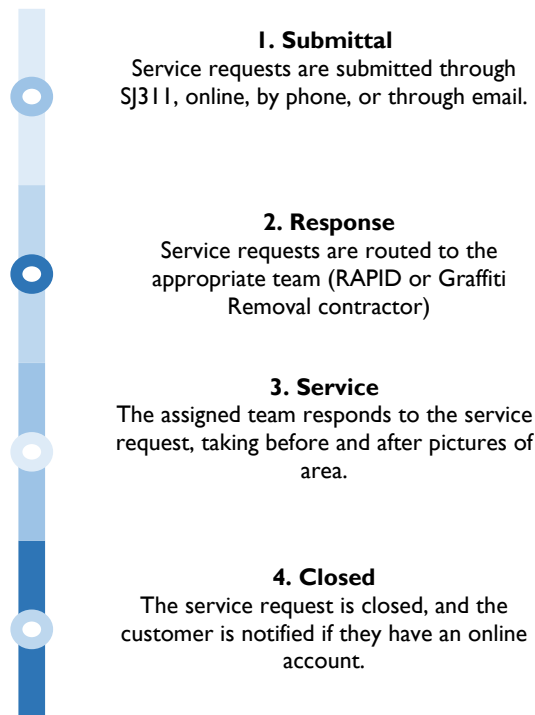 1. Submittal
Service requests are submitted through
SJ311, online, by phone, or through email.
2. Response
Service requests are routed to the
appropriate team (RAPID or Graffiti
Removal contractor)
3. Service
The assigned team responds to the service
request, taking before and after pictures of
area.
4. Closed
The service request is closed, and the
customer is notified if they have an online
account.